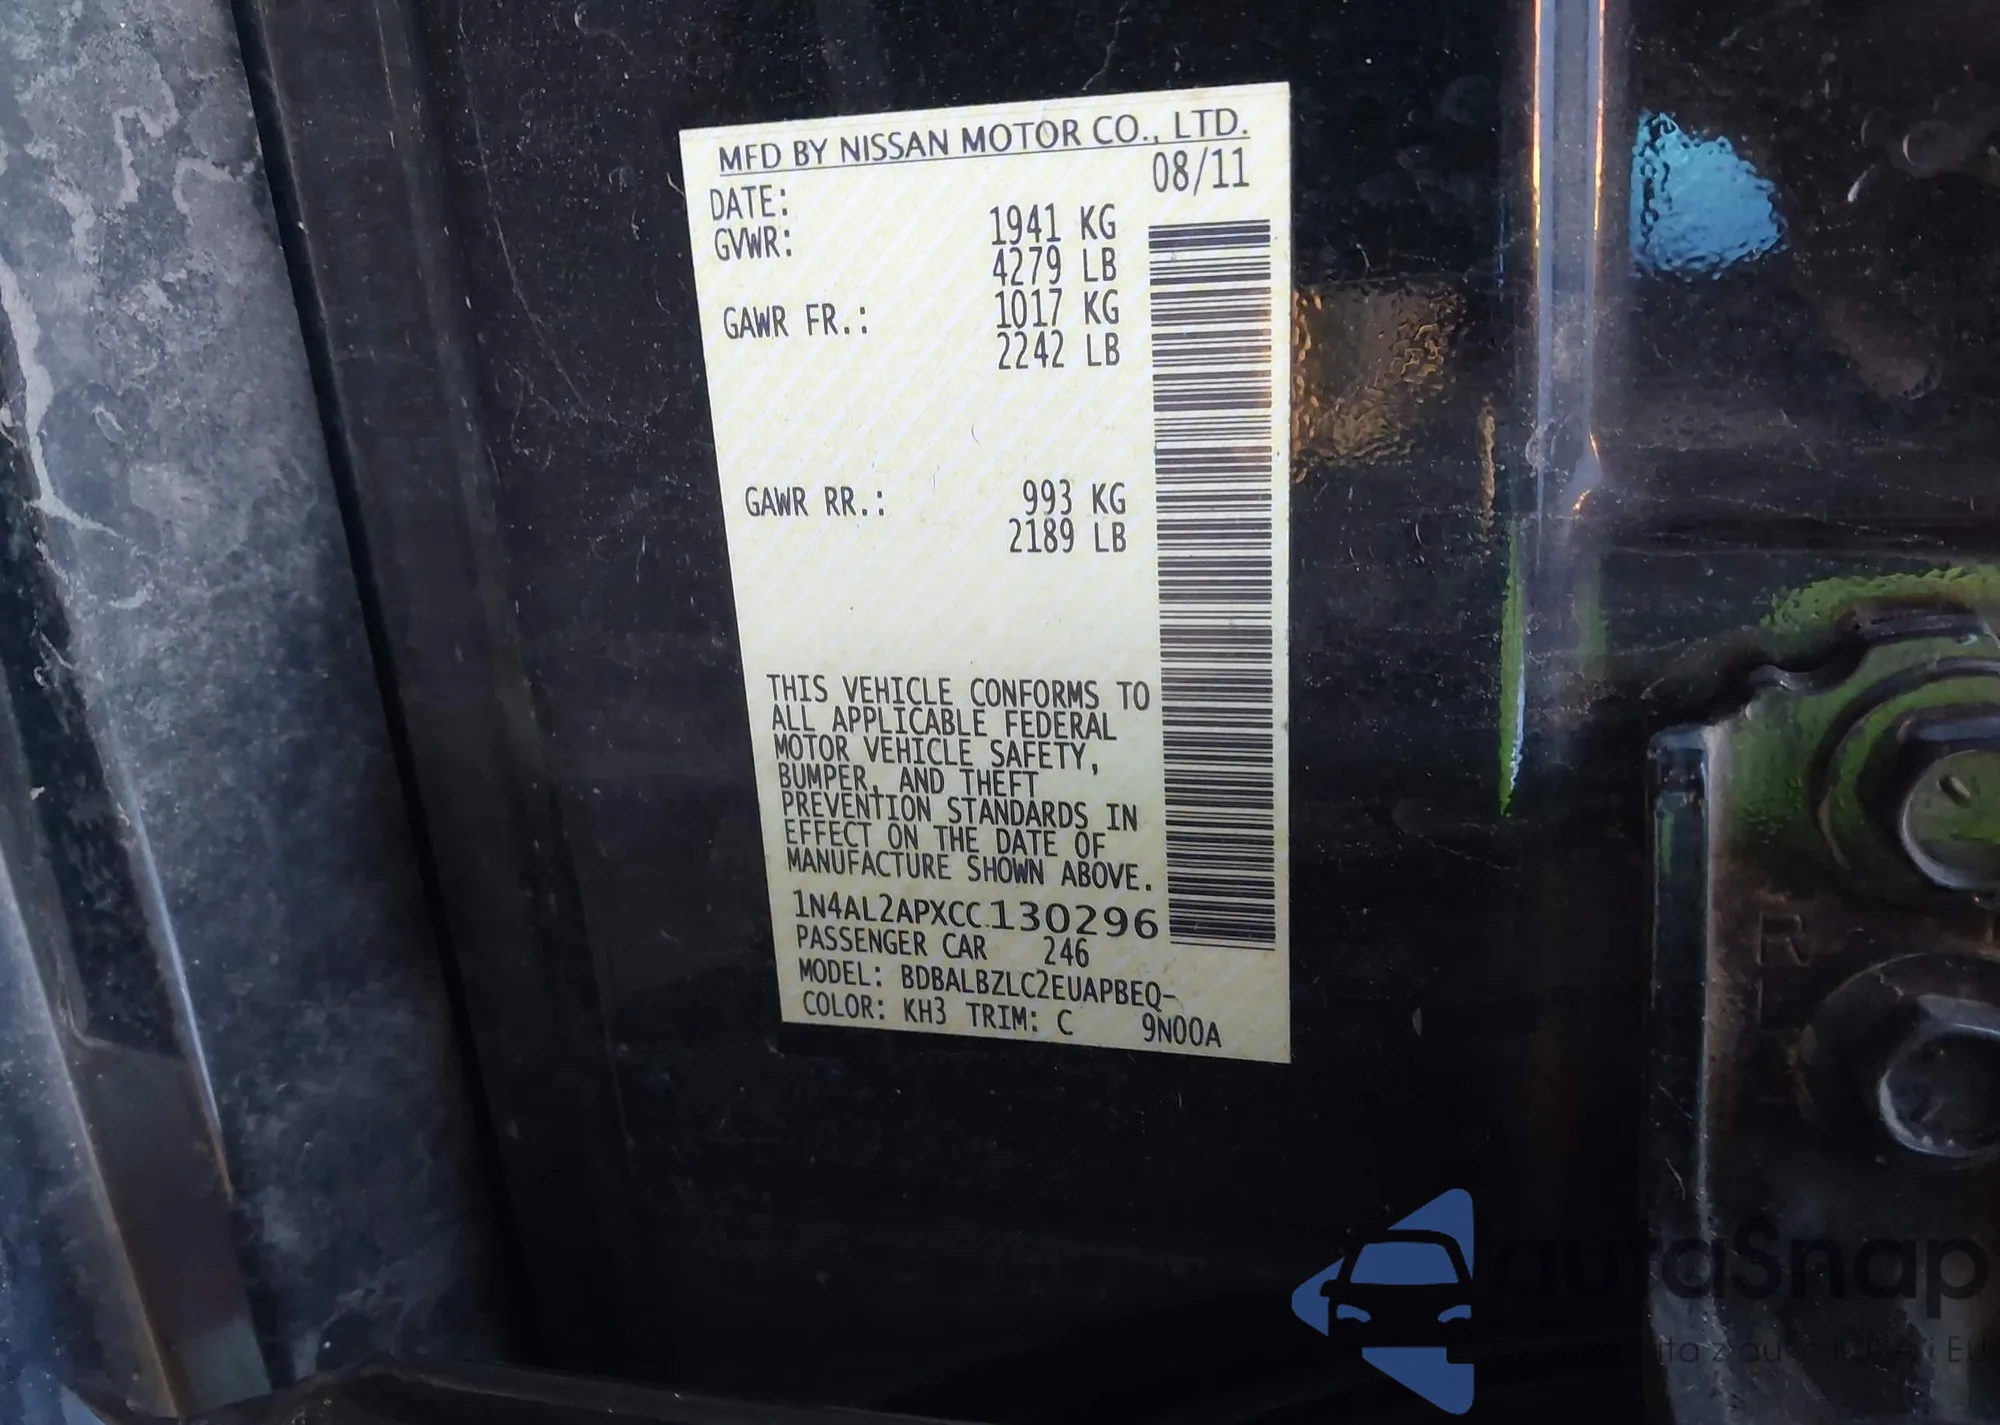 MFD BY NISSAN MOTOR CO., LTD.
DATE: 08/11
GVWR: 1941 KG
4279 LB
GAWR FR.: 1017 KG
2242 LB
GAWR RR.: 993 KG
2189 LB
THIS VEHICLE CONFORMS TO
ALL APPLICABLE FEDERAL
MOTOR VEHICLE SAFETY,
BUMPER, AND THEFT
PREVENTION STANDARDS IN
EFFECT ON THE DATE OF
MANUFACTURE SHOWN ABOVE.
1N4AL2APXCC130296
PASSENGER CAR 246
MODEL: BDBALBZLC2EUAPBEQ-
COLOR: KH3 TRIM: C 9N00A
R
autoSnap